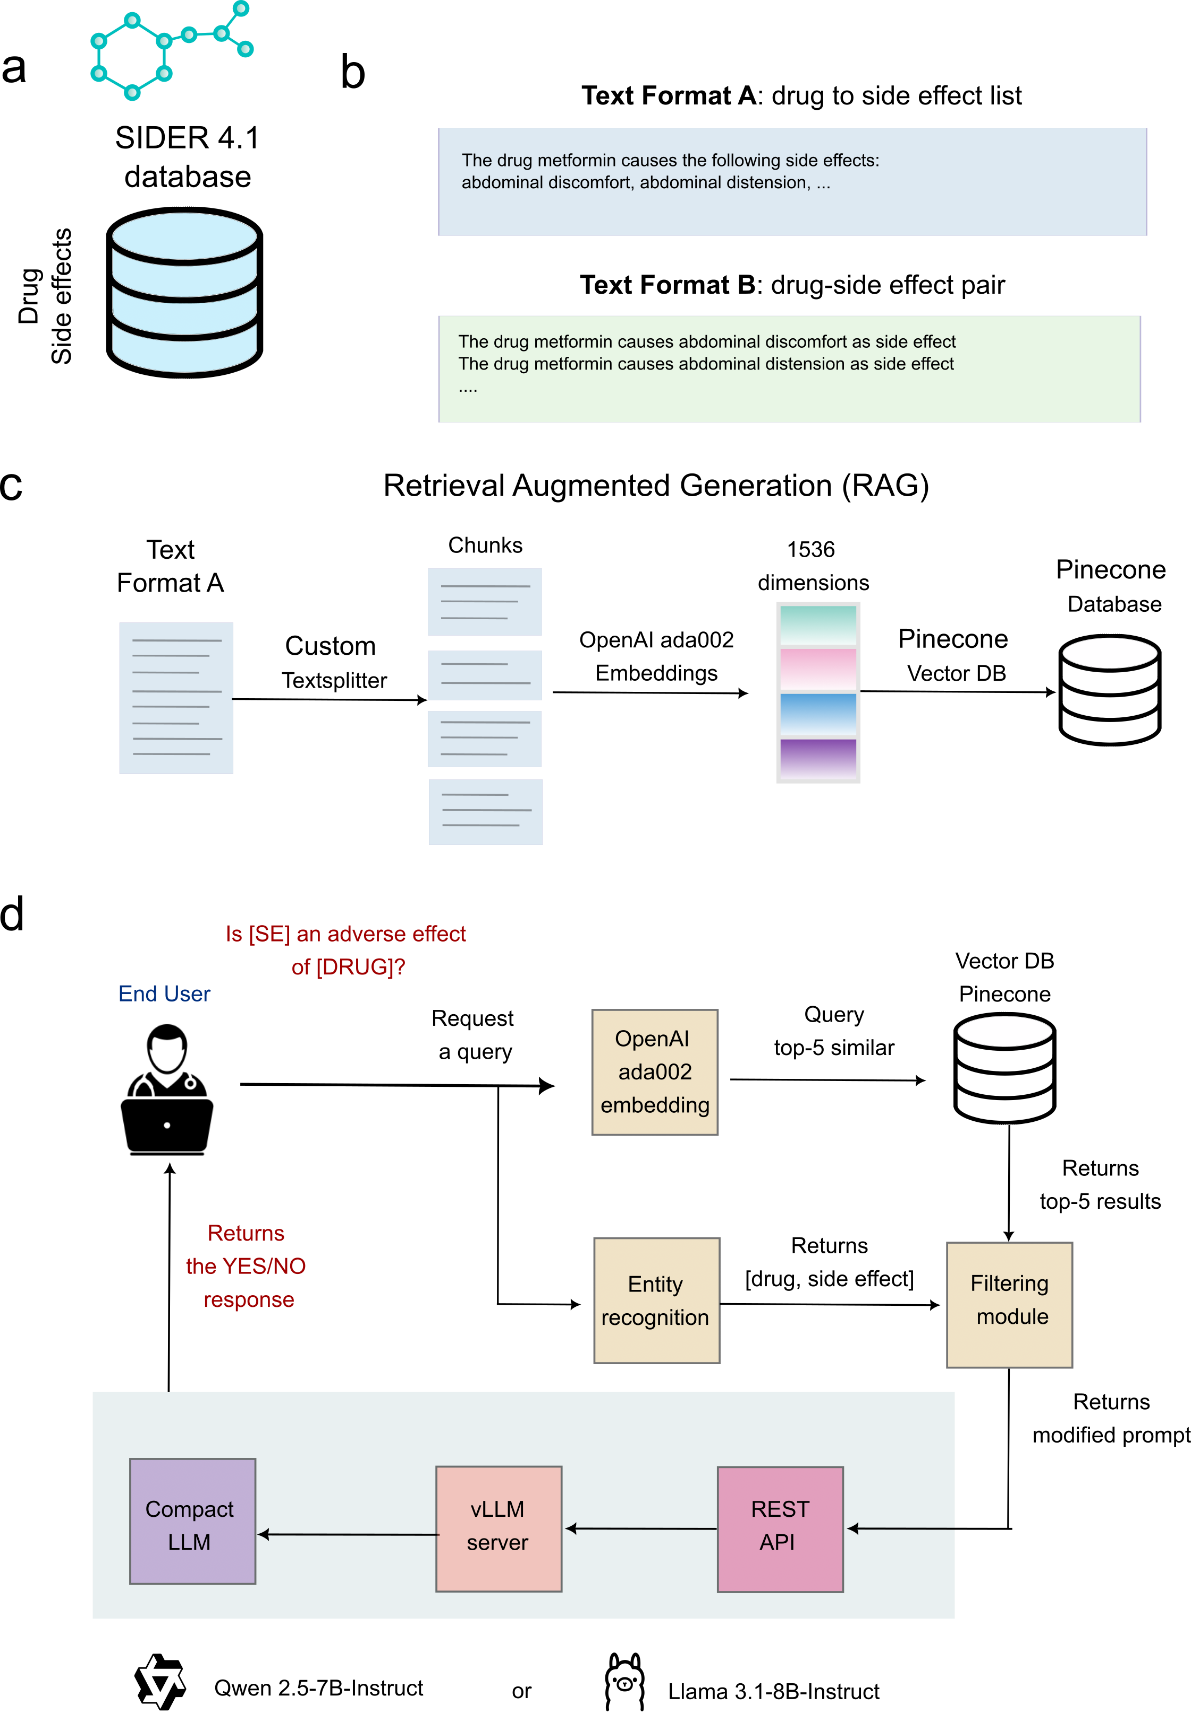 a
SIDER 4.1
database
Drug
Side effects
b
Text Format A: drug to side effect list
The drug metformin causes the following side effects:
abdominal discomfort, abdominal distension, ...
Text Format B: drug-side effect pair
The drug metformin causes abdominal discomfort as side effect
The drug metformin causes abdominal distension as side effect
....
c
Retrieval Augmented Generation (RAG)
Text
Format A
Custom
Textsplitter
Chunks
OpenAI ada002
Embeddings
1536
dimensions
Pinecone
Vector DB
Pinecone
Database
d
Is [SE] an adverse effect
of [DRUG]?
End User
Request
a query
OpenAI
ada002
embedding
Query
top-5 similar
Vector DB
Pinecone
Returns
top-5 results
Returns
the YES/NO
response
Entity
recognition
Returns
[drug, side effect]
Filtering
module
Returns
modified prompt
Compact
LLM
vLLM
server
REST
API
Qwen 2.5-7B-Instruct
or
Llama 3.1-8B-Instruct